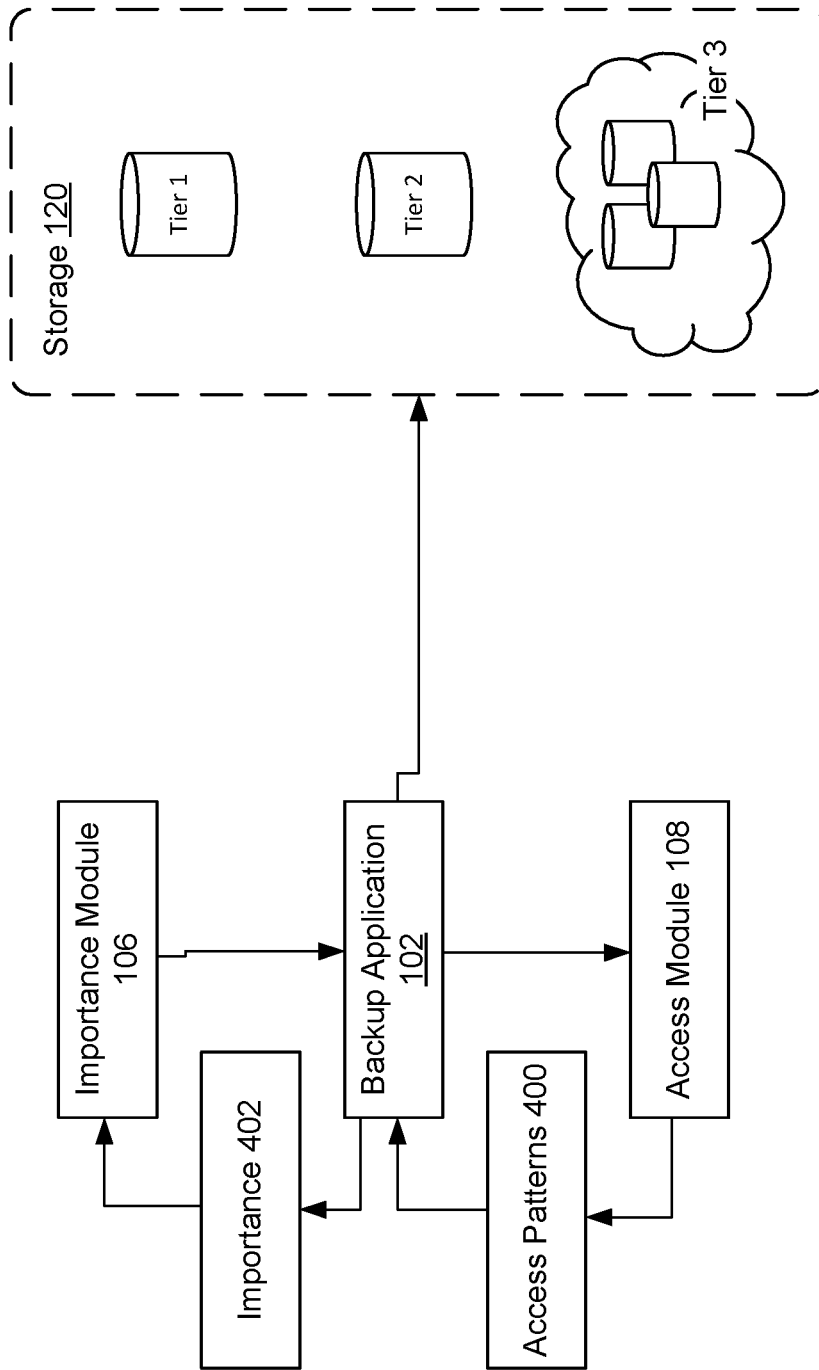 Importance Module
106
Importance 402
Backup Application
102
Access Patterns 400
Access Module 108
Storage 120
Tier 1
Tier 2
Tier 3